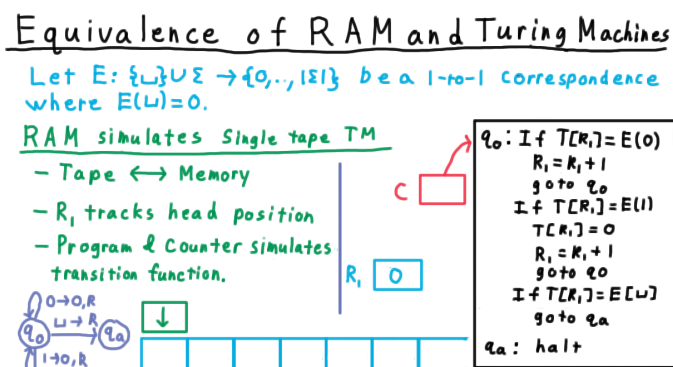 Equivalence of RAM and Turing Machines
Let E: {␣}∪Σ → {0,..,|Σ|} be a 1-to-1 correspondence
where E(␣)=0.
RAM simulates Single tape TM
- Tape ↔ Memory
- R₁ tracks head position
- Program & Counter simulates
transition function.
C
R₁ 0
q₀: If T[R₁]=E(0)
R₁ = R₁ + 1
goto q₀
If T[R₁]=E(1)
T[R₁]=0
R₁ = R₁ + 1
goto q0
If T[R₁]=E[␣]
goto qa
qa: halt
0→0,R
q₀ ␣→R qa
1→0,R
↓